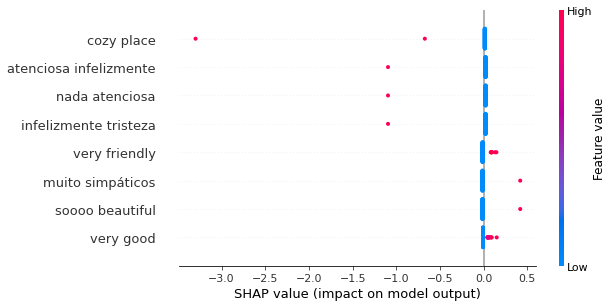 High
cozy place
atenciosa infelizmente
nada atenciosa
infelizmente tristeza
very friendly
muito simpáticos
soooo beautiful
very good
Feature value
Low
−3.0 −2.5 −2.0 −1.5 −1.0 −0.5 0.0 0.5
SHAP value (impact on model output)